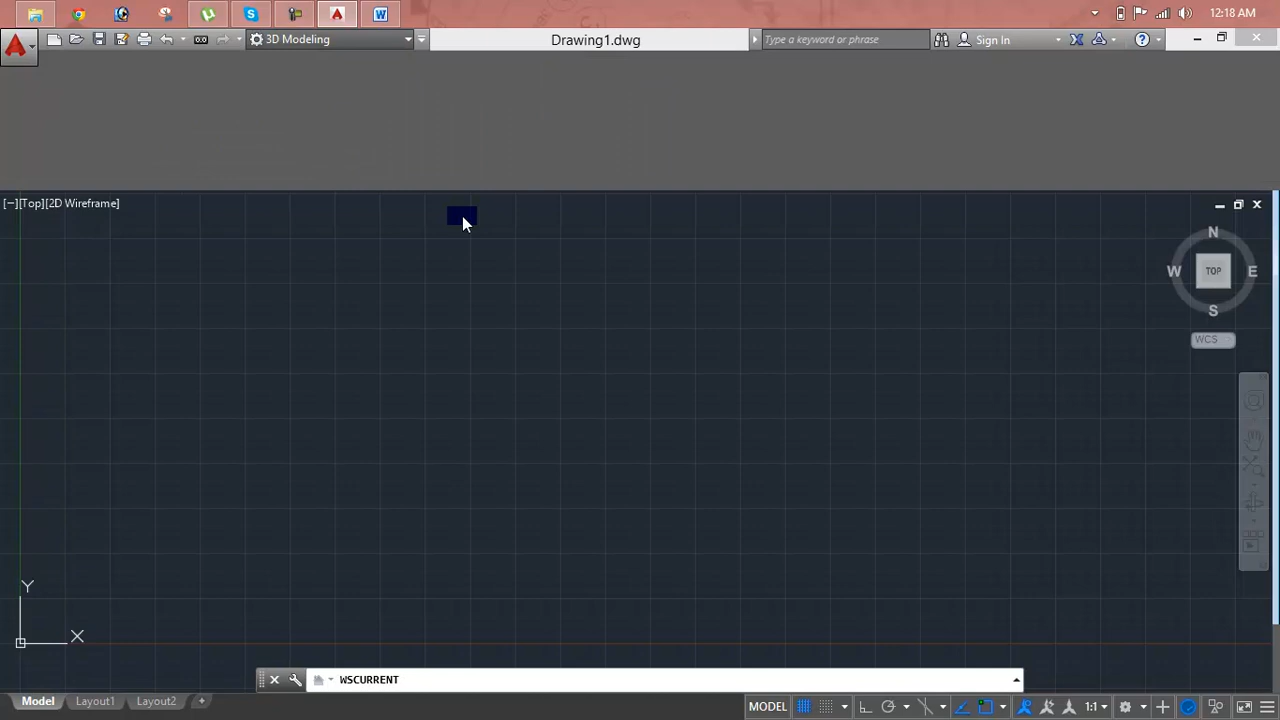 12:18 AM
3D Modeling
Drawing1.dwg
Type a keyword or phrase
Sign In
[−][Top][2D Wireframe]
N
W
TOP
E
S
WCS
Y
X
WSCURRENT
Model
Layout1
Layout2
MODEL
1:1